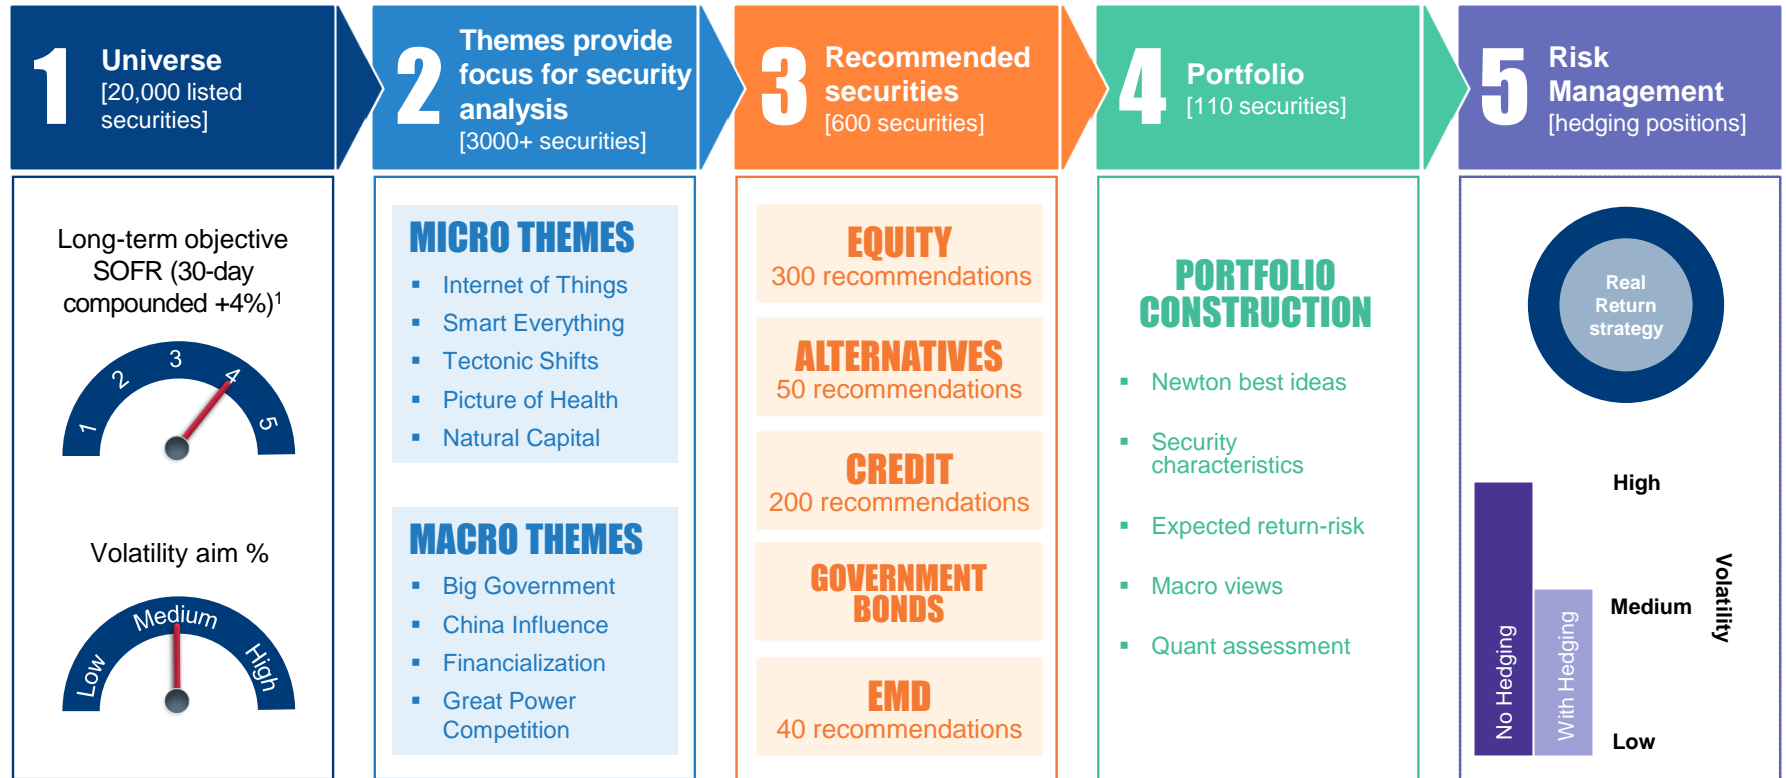 1
Universe
[20,000 listed
securities]
2
Themes provide
focus for security
analysis
[3000+ securities]
3
Recommended
securities
[600 securities]
4
Portfolio
[110 securities]
5
Risk
Management
[hedging positions]
Long-term objective
SOFR (30-day
compounded +4%)¹
1
2
3
4
5
Volatility aim %
Low
Medium
High
MICRO THEMES
▪ Internet of Things
▪ Smart Everything
▪ Tectonic Shifts
▪ Picture of Health
▪ Natural Capital
MACRO THEMES
▪ Big Government
▪ China Influence
▪ Financialization
▪ Great Power
Competition
EQUITY
300 recommendations
ALTERNATIVES
50 recommendations
CREDIT
200 recommendations
GOVERNMENT
BONDS
EMD
40 recommendations
PORTFOLIO
CONSTRUCTION
▪ Newton best ideas
▪ Security
characteristics
▪ Expected return-risk
▪ Macro views
▪ Quant assessment
Real
Return
strategy
No Hedging
With Hedging
High
Medium
Low
Volatility